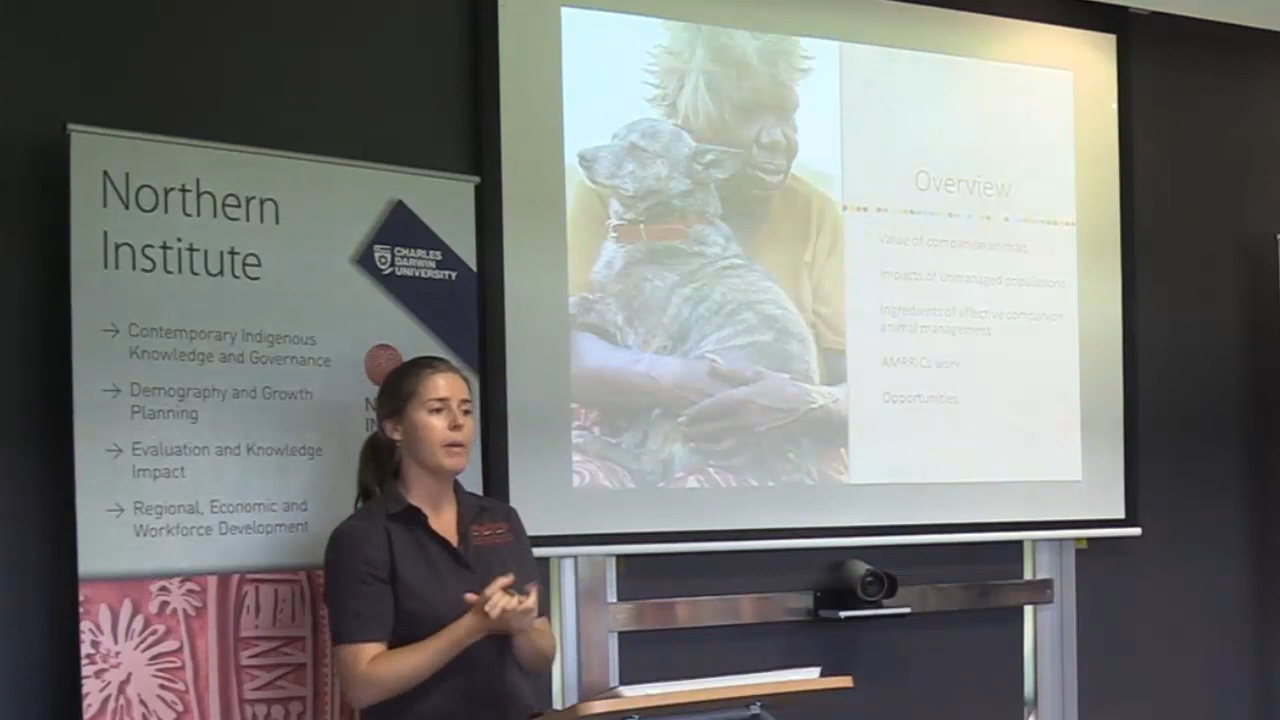 Northern
Institute
CHARLES
DARWIN
UNIVERSITY
→ Contemporary Indigenous
Knowledge and Governance
→ Demography and Growth
Planning
→ Evaluation and Knowledge
Impact
→ Regional, Economic and
Workforce Development
N
IN
Overview
Value of companion animals
Impacts of unmanaged populations
Ingredients of effective companion
animal management
AMRRIC's work
Opportunities